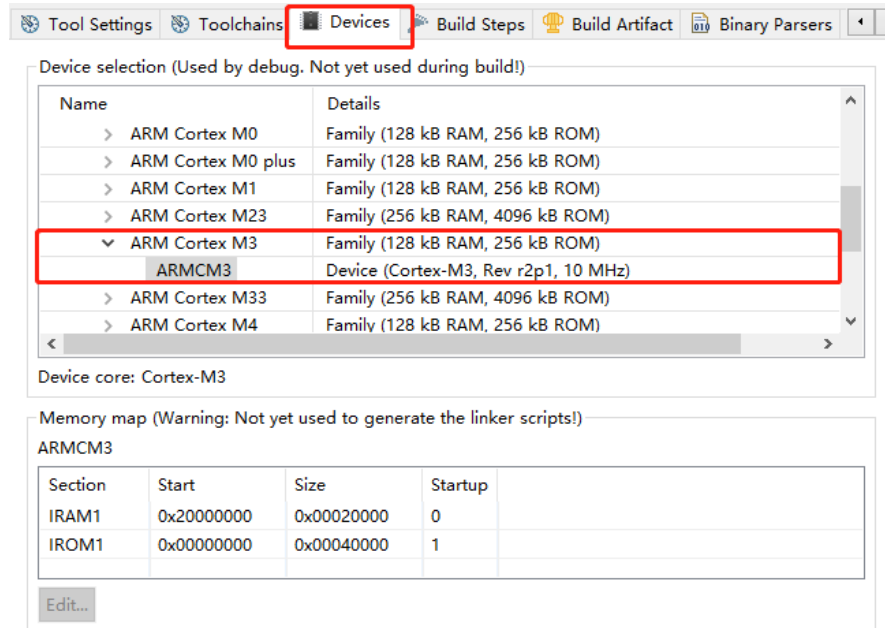 Tool Settings Toolchains Devices Build Steps Build Artifact Binary Parsers
Device selection (Used by debug. Not yet used during build!)
Name Details
ARM Cortex M0 Family (128 kB RAM, 256 kB ROM)
ARM Cortex M0 plus Family (128 kB RAM, 256 kB ROM)
ARM Cortex M1 Family (128 kB RAM, 256 kB ROM)
ARM Cortex M23 Family (256 kB RAM, 4096 kB ROM)
ARM Cortex M3 Family (128 kB RAM, 256 kB ROM)
ARMCM3 Device (Cortex-M3, Rev r2p1, 10 MHz)
ARM Cortex M33 Family (256 kB RAM, 4096 kB ROM)
ARM Cortex M4 Family (128 kB RAM, 256 kB ROM)
Device core: Cortex-M3
Memory map (Warning: Not yet used to generate the linker scripts!)
ARMCM3
Section Start Size Startup
IRAM1 0x20000000 0x00020000 0
IROM1 0x00000000 0x00040000 1
Edit...